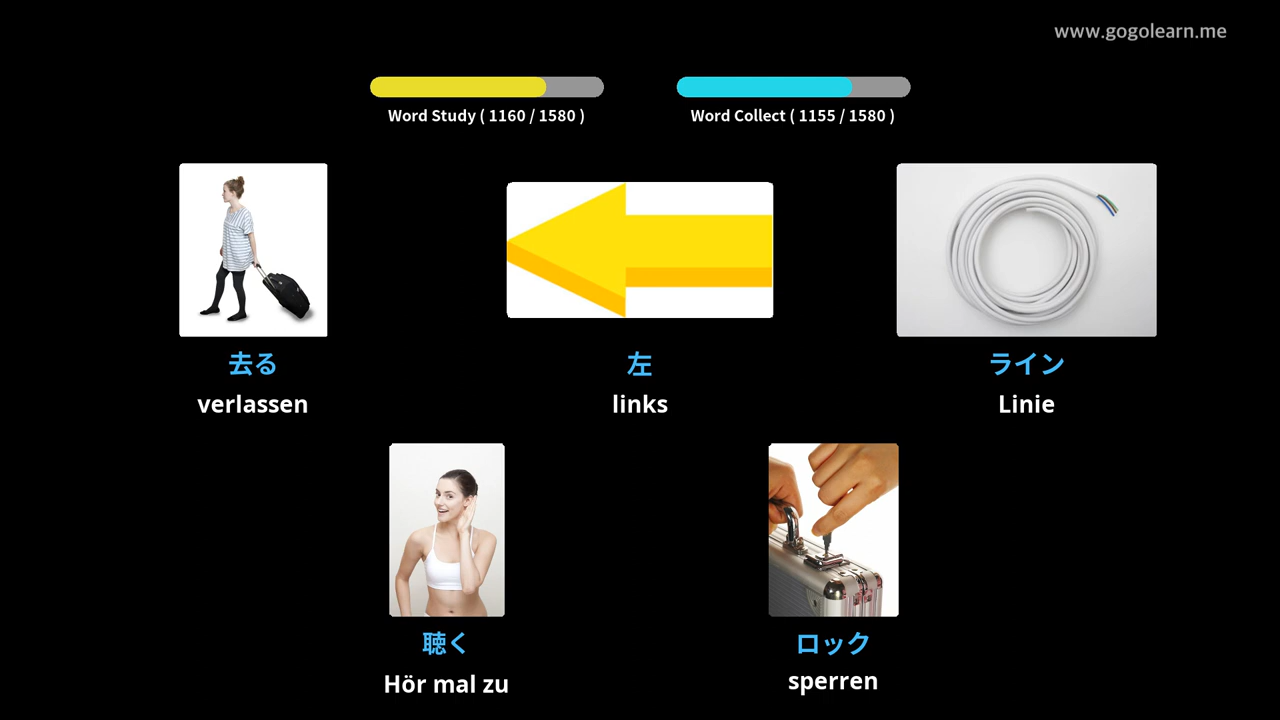 www.gogolearn.me
Word Study ( 1160 / 1580 )
Word Collect ( 1155 / 1580 )
去る
verlassen
左
links
ライン
Linie
聴く
Hör mal zu
ロック
sperren